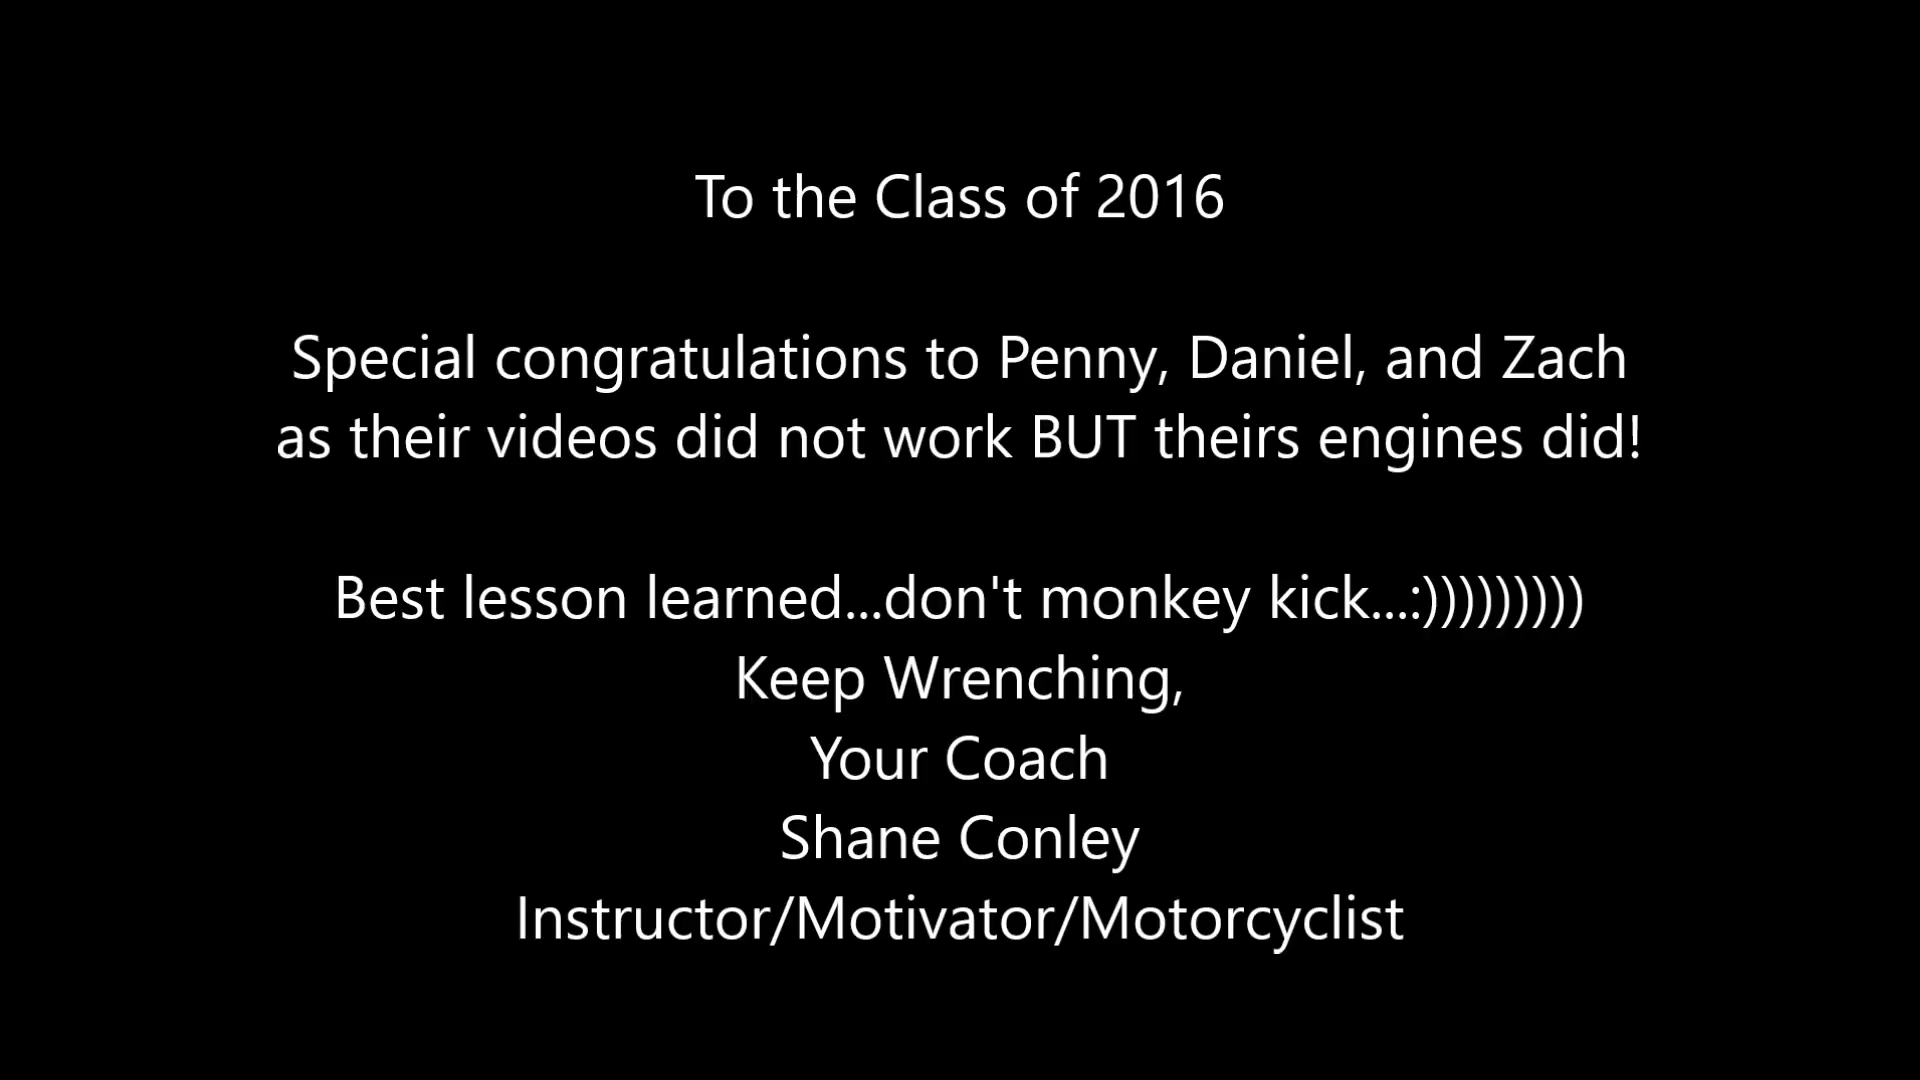 To the Class of 2016
Special congratulations to Penny, Daniel, and Zach
as their videos did not work BUT theirs engines did!
Best lesson learned...don't monkey kick...:)))))))))
Keep Wrenching,
Your Coach
Shane Conley
Instructor/Motivator/Motorcyclist